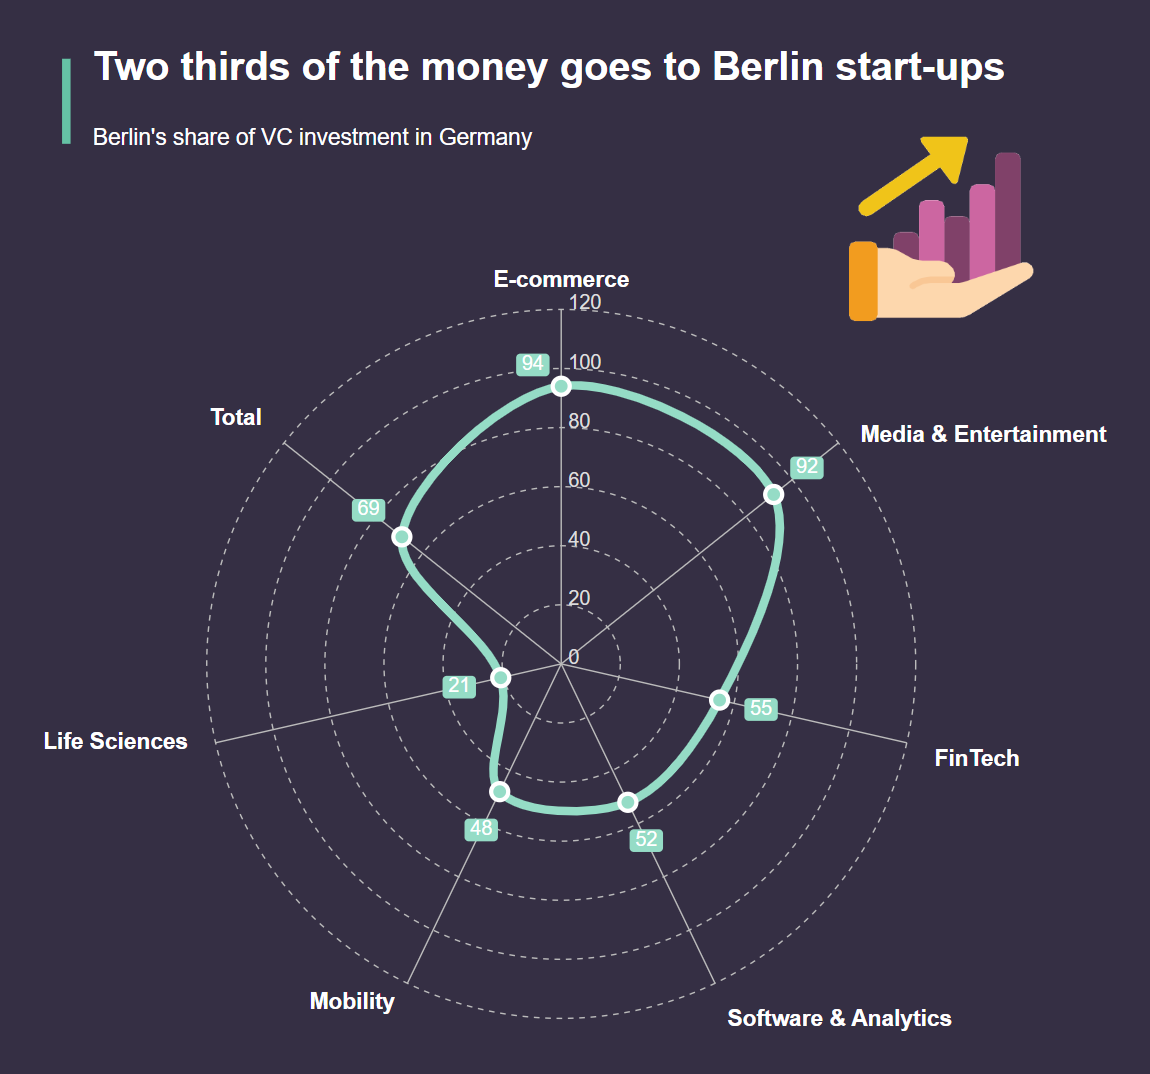 Two thirds of the money goes to Berlin start-ups
Berlin's share of VC investment in Germany
E-commerce
120
94
100
Total
80
Media & Entertainment
92
60
69
40
20
0
21
55
Life Sciences
FinTech
48
52
Mobility
Software & Analytics